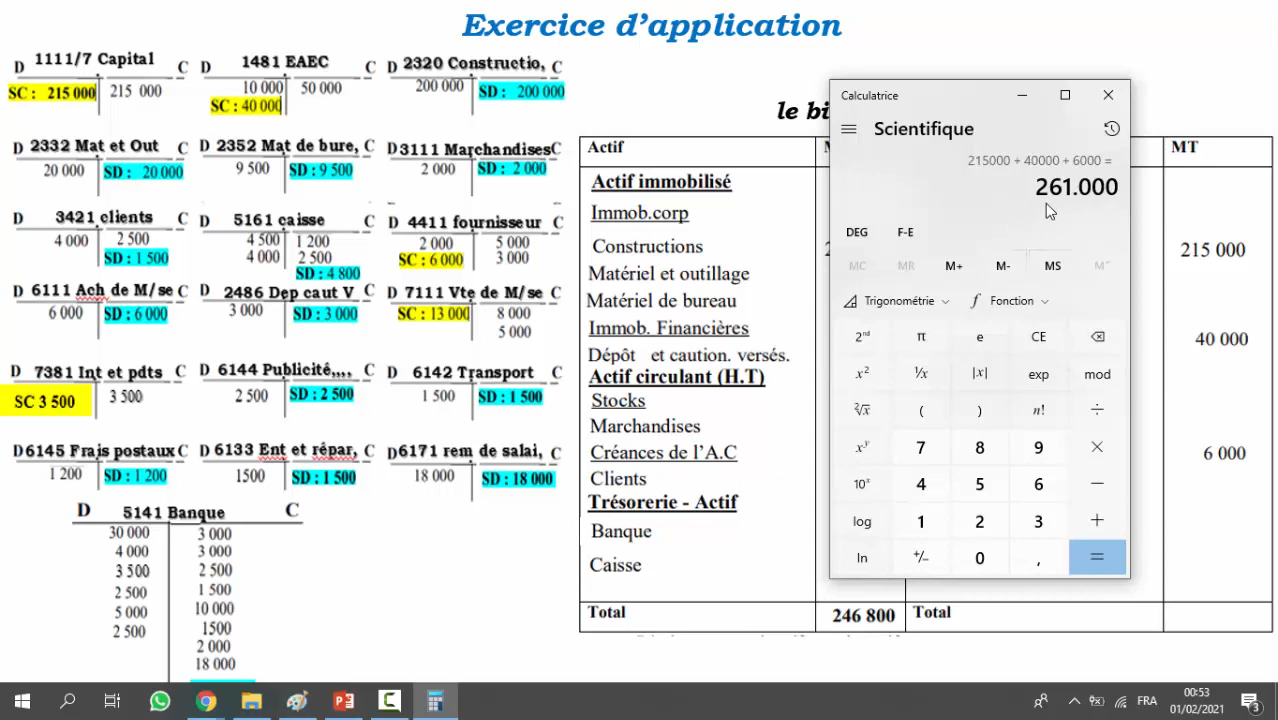 Exercice d'application
D 1111/7 Capital C
SC : 215 000 215 000
D 1481 EAEC C
10 000 50 000
SC : 40 000
D 2320 Constructio, C
200 000 SD : 200 000
D 2332 Mat et Out C
20 000 SD : 20 000
D 2352 Mat de bure, C
9 500 SD : 9 500
D 3111 Marchandises C
2 000 SD : 2 000
D 3421 clients C
4 000 2 500
SD : 1 500
D 5161 caisse C
4 500 1 200
4 000 2 500
SD : 4 800
D 4411 fournisseur C
2 000 5 000
SC : 6 000 3 000
D 6111 Ach de M/se C
6 000 SD : 6 000
D 2486 Dep caut V C
3 000 SD : 3 000
D 7111 Vte de M/se C
SC : 13 000 8 000
5 000
D 7381 Int et pdts C
SC 3 500 3 500
D 6144 Publicité,,,, C
2 500 SD : 2 500
D 6142 Transport C
1 500 SD : 1 500
D 6145 Frais postaux C
1 200 SD : 1 200
D 6133 Ent et répar, C
1500 SD : 1 500
D 6171 rem de salai, C
18 000 SD : 18 000
D 5141 Banque C
30 000 3 000
4 000 3 000
3 500 2 500
2 500 1 500
5 000 10 000
2 500 1500
2 000
18 000
le bi
Actif MT
Actif immobilisé
Immob.corp
Constructions 215 000
Matériel et outillage
Matériel de bureau
Immob. Financières 40 000
Dépôt et caution. versés.
Actif circulant (H.T)
Stocks
Marchandises
Créances de l'A.C 6 000
Clients
Trésorerie - Actif
Banque
Caisse
Total 246 800 Total
Calculatrice
Scientifique
215000 + 40000 + 6000 =
261.000
DEG F-E
MC MR M+ M- MS M˅
Trigonométrie Fonction
2ⁿᵈ π e CE
x² ¹/x |x| exp mod
²√x ( ) n! ÷
xʸ 7 8 9 ×
10ˣ 4 5 6 −
log 1 2 3 +
ln +/− 0 , =
FRA
00:53
01/02/2021
3